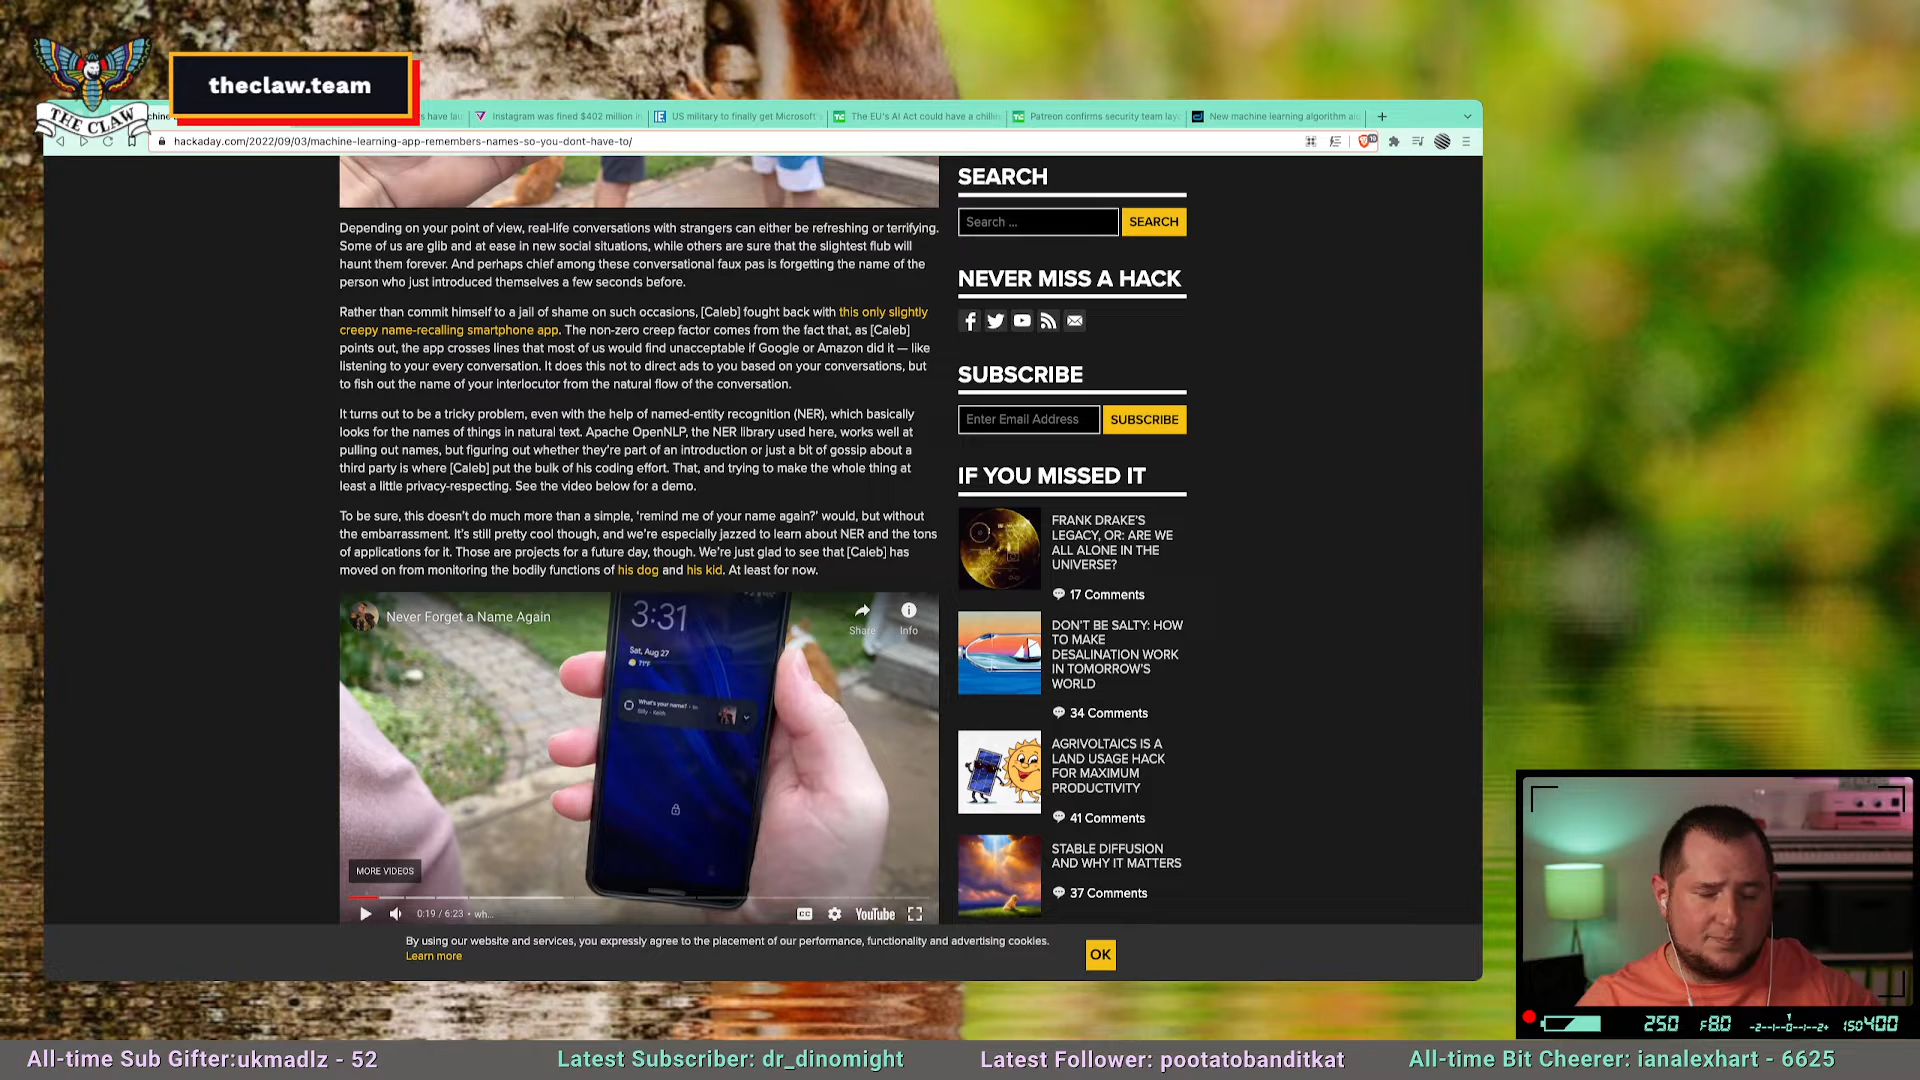 THE CLAW
theclaw.team
chine
s have lau
Instagram was fined $402 million in
US military to finally get Microsoft's
The EU's AI Act could have a chillin
Patreon confirms security team layo
New machine learning algorithm aid
hackaday.com/2022/09/03/machine-learning-app-remembers-names-so-you-dont-have-to/
Depending on your point of view, real-life conversations with strangers can either be refreshing or terrifying.
Some of us are glib and at ease in new social situations, while others are sure that the slightest flub will
haunt them forever. And perhaps chief among these conversational faux pas is forgetting the name of the
person who just introduced themselves a few seconds before.
Rather than commit himself to a jail of shame on such occasions, [Caleb] fought back with this only slightly
creepy name-recalling smartphone app. The non-zero creep factor comes from the fact that, as [Caleb]
points out, the app crosses lines that most of us would find unacceptable if Google or Amazon did it — like
listening to your every conversation. It does this not to direct ads to you based on your conversations, but
to fish out the name of your interlocutor from the natural flow of the conversation.
It turns out to be a tricky problem, even with the help of named-entity recognition (NER), which basically
looks for the names of things in natural text. Apache OpenNLP, the NER library used here, works well at
pulling out names, but figuring out whether they're part of an introduction or just a bit of gossip about a
third party is where [Caleb] put the bulk of his coding effort. That, and trying to make the whole thing at
least a little privacy-respecting. See the video below for a demo.
To be sure, this doesn't do much more than a simple, 'remind me of your name again?' would, but without
the embarrassment. It's still pretty cool though, and we're especially jazzed to learn about NER and the tons
of applications for it. Those are projects for a future day, though. We're just glad to see that [Caleb] has
moved on from monitoring the bodily functions of his dog and his kid. At least for now.
Never Forget a Name Again
Share
Info
3:31
Sat, Aug 27
71°F
What's your name?
Billy - Keith
MORE VIDEOS
0:19 / 6:23 • wh...
CC
YouTube
SEARCH
Search ...
SEARCH
NEVER MISS A HACK
SUBSCRIBE
Enter Email Address
SUBSCRIBE
IF YOU MISSED IT
FRANK DRAKE'S
LEGACY, OR: ARE WE
ALL ALONE IN THE
UNIVERSE?
17 Comments
DON'T BE SALTY: HOW
TO MAKE
DESALINATION WORK
IN TOMORROW'S
WORLD
34 Comments
AGRIVOLTAICS IS A
LAND USAGE HACK
FOR MAXIMUM
PRODUCTIVITY
41 Comments
STABLE DIFFUSION
AND WHY IT MATTERS
37 Comments
By using our website and services, you expressly agree to the placement of our performance, functionality and advertising cookies.
Learn more
OK
250
F8.0
-2--1--0--1--2+
ISO400
All-time Sub Gifter:ukmadlz - 52
Latest Subscriber: dr_dinomight
Latest Follower: pootatobanditkat
All-time Bit Cheerer: ianalexhart - 6625